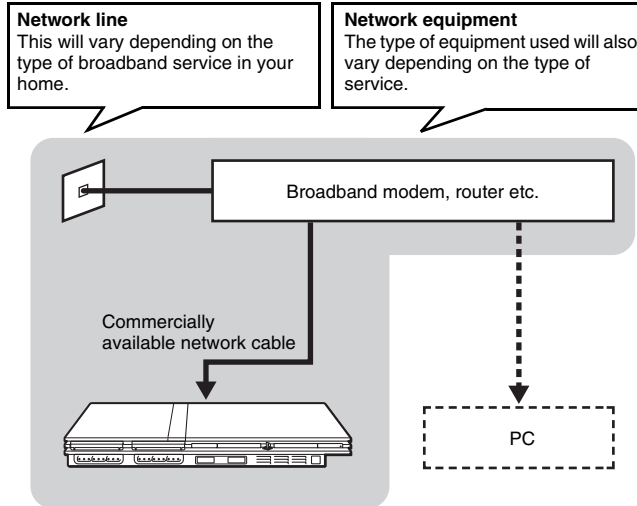 Network line
This will vary depending on the
type of broadband service in your
home.
Network equipment
The type of equipment used will also
vary depending on the type of
service.
Broadband modem, router etc.
Commercially
available network cable
PC